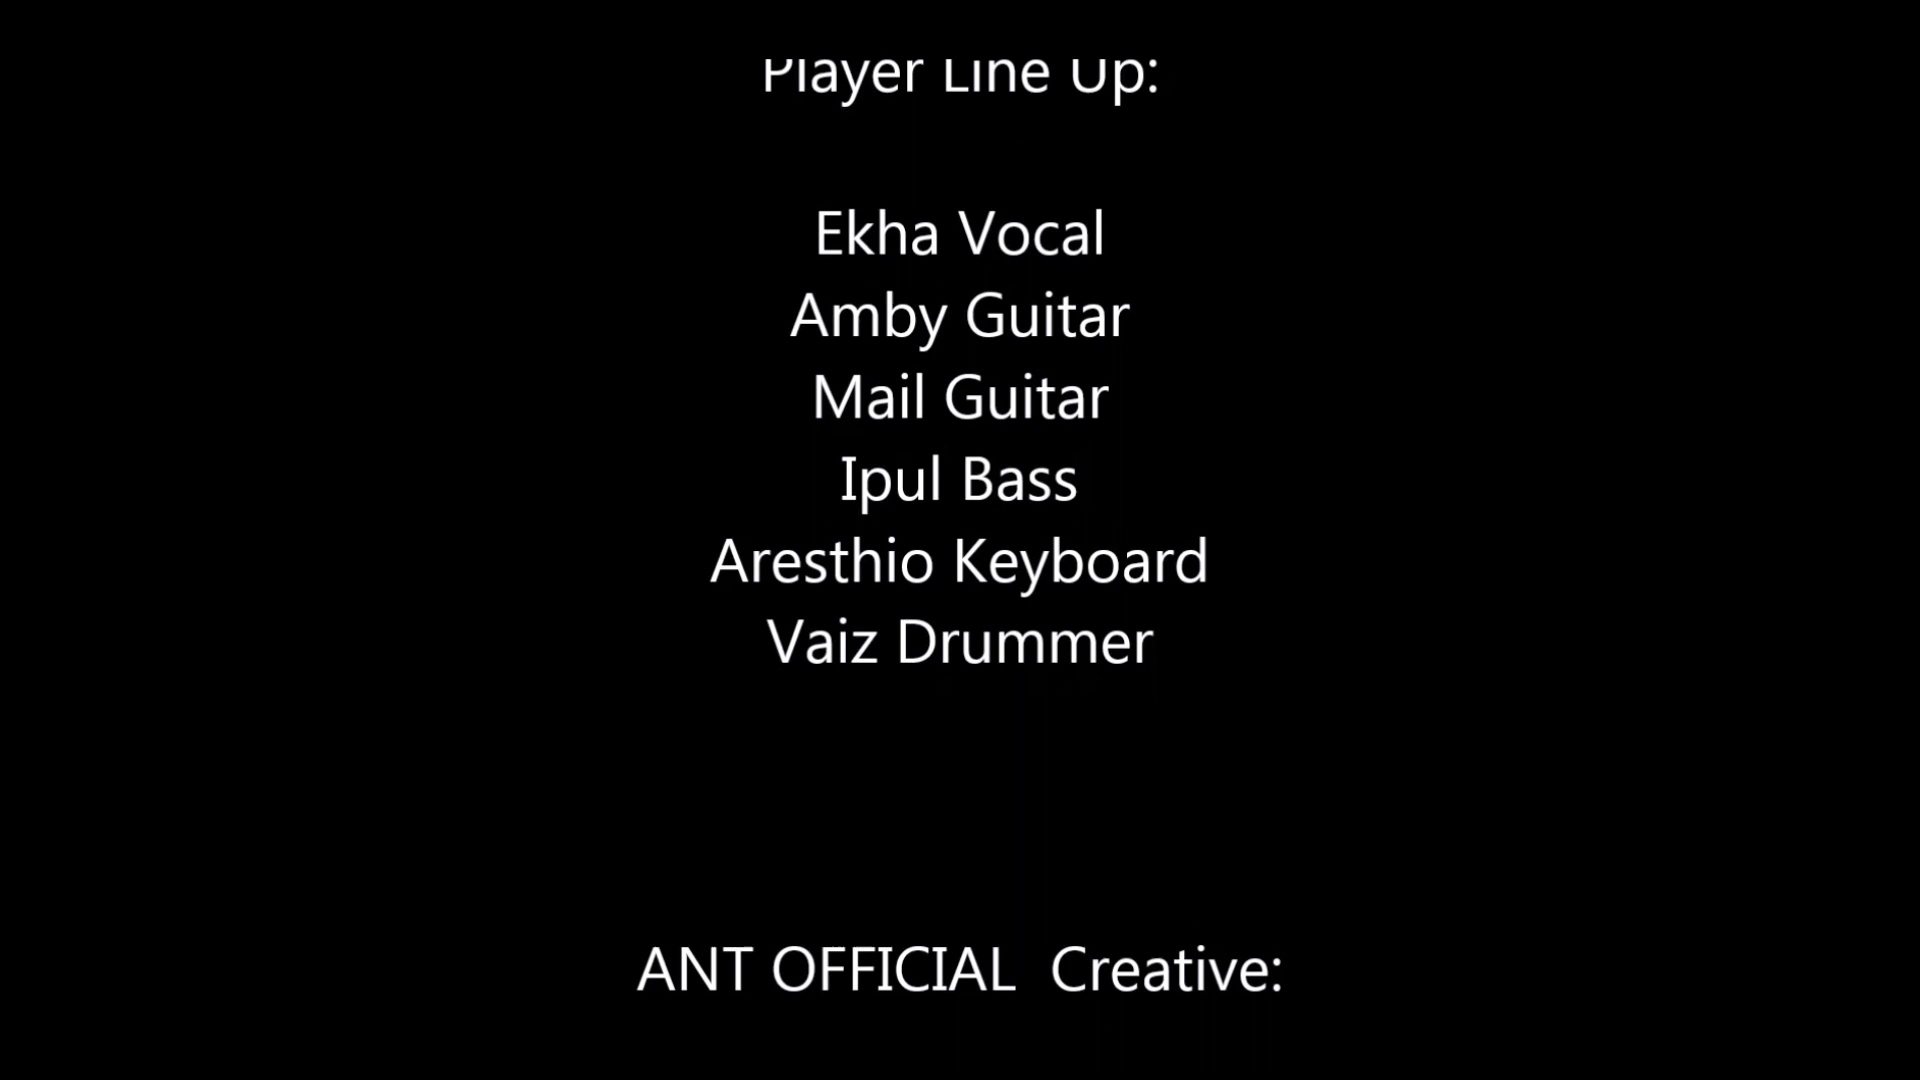 Player Line Up:
Ekha Vocal
Amby Guitar
Mail Guitar
Ipul Bass
Aresthio Keyboard
Vaiz Drummer
ANT OFFICIAL  Creative: